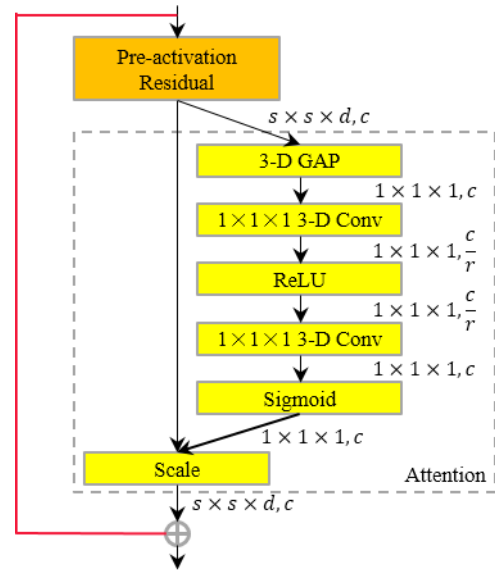 Pre-activation
Residual
s × s × d, c
3-D GAP
1 × 1 × 1, c
1×1×1 3-D Conv
1 × 1 × 1, c/r
ReLU
1 × 1 × 1, c/r
1×1×1 3-D Conv
1 × 1 × 1, c
Sigmoid
1 × 1 × 1, c
Scale
Attention
s × s × d, c